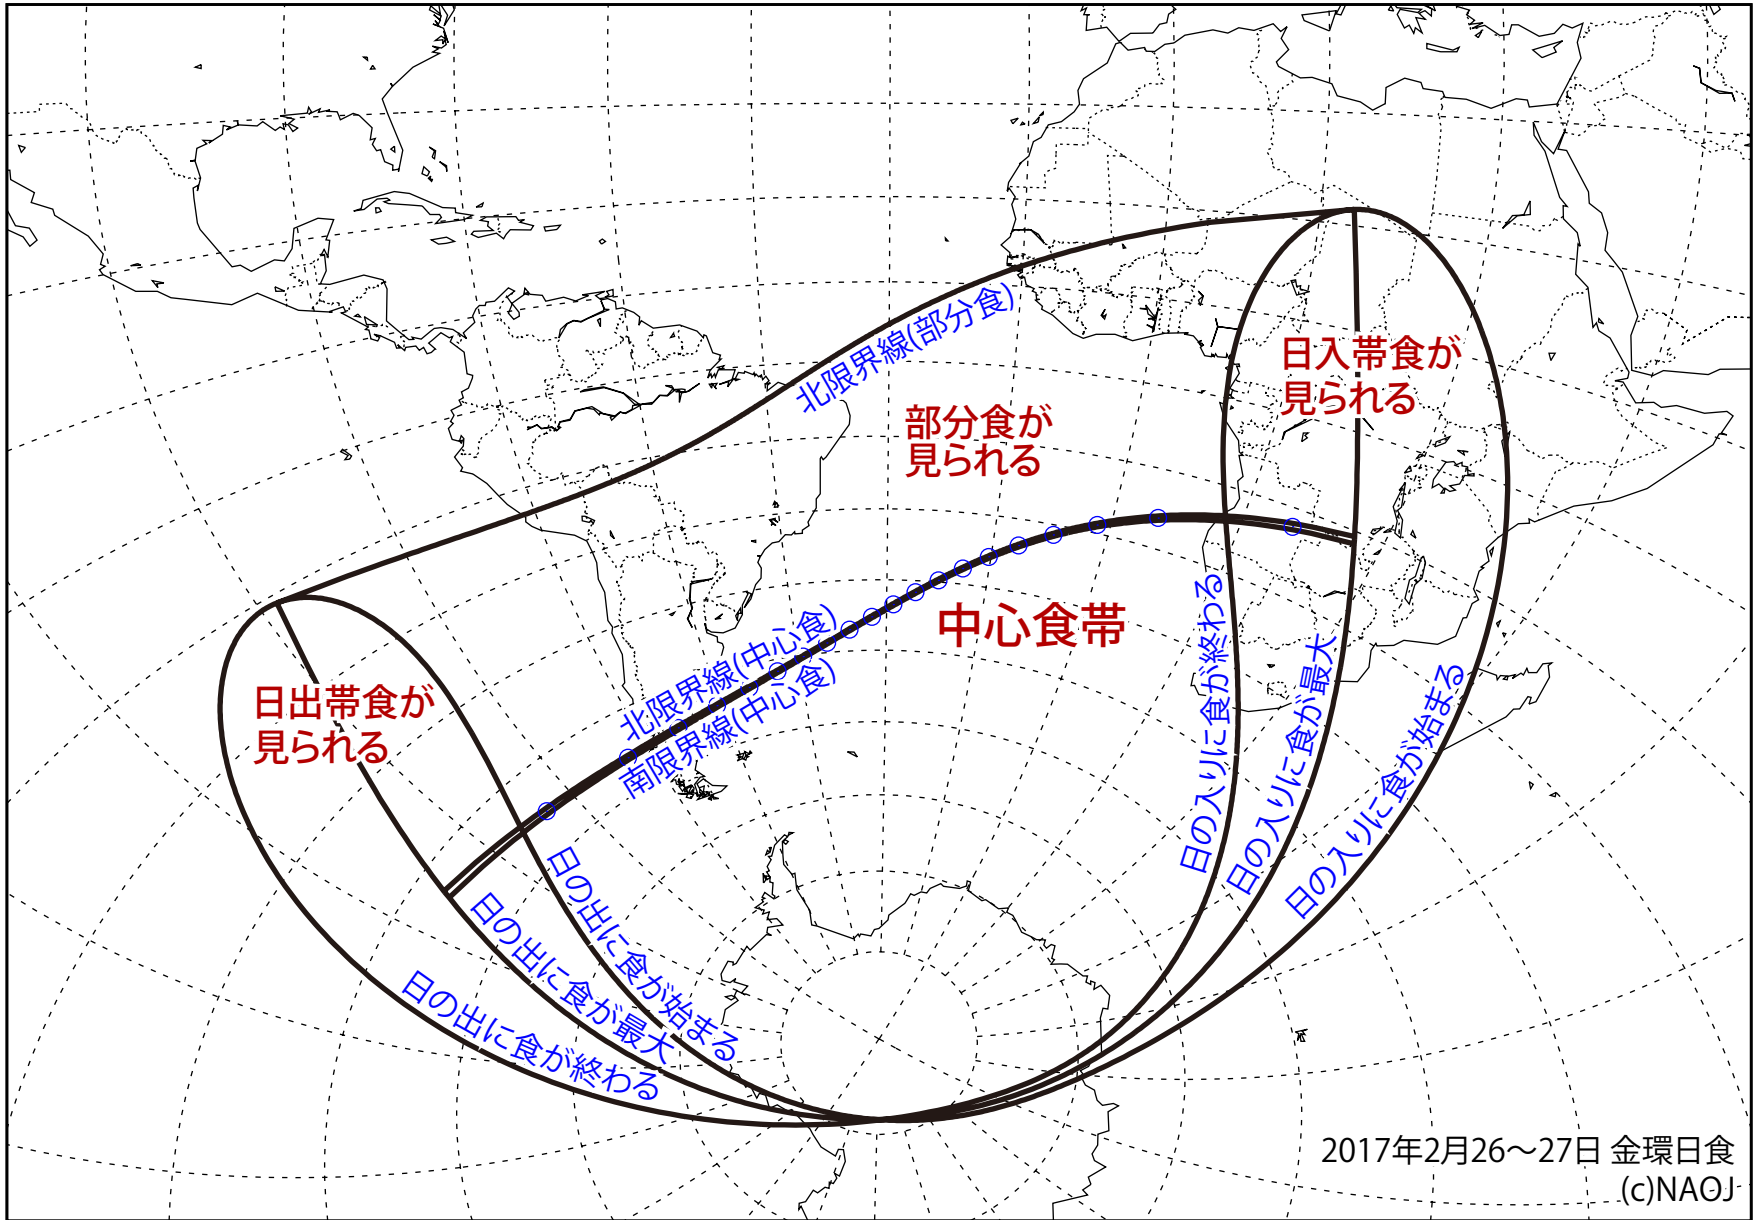 北限界線(部分食)
日入帯食が
見られる
部分食が
見られる
中心食帯
北限界線(中心食)
南限界線(中心食)
日出帯食が
見られる
日の入りに食が終わる
日の入りに食が最大
日の入りに食が始まる
日の出に食が始まる
日の出に食が最大
日の出に食が終わる
2017年2月26～27日 金環日食
(c)NAOJ